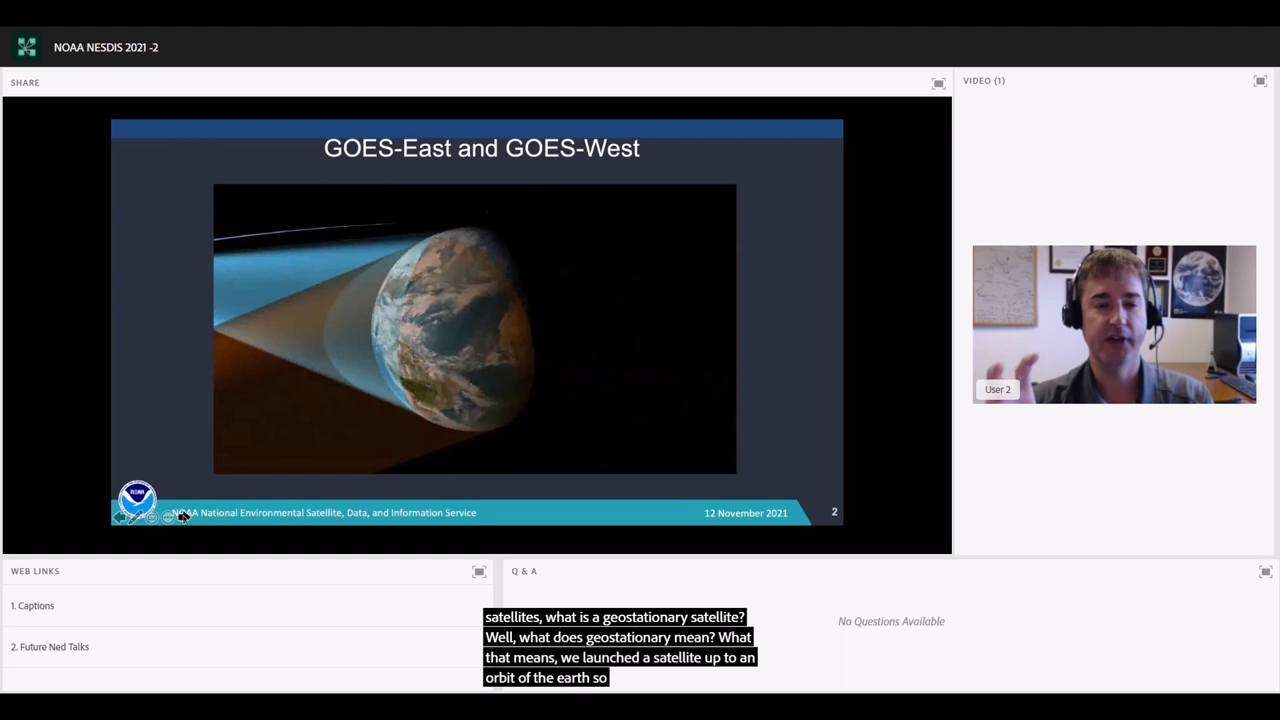 NOAA NESDIS 2021 -2
SHARE
VIDEO (1)
GOES-East and GOES-West
User 2
NOAA
NOAA National Environmental Satellite, Data, and Information Service
12 November 2021
2
WEB LINKS
Q & A
1. Captions
2. Future Ned Talks
No Questions Available
satellites, what is a geostationary satellite?
Well, what does geostationary mean? What
that means, we launched a satellite up to an
orbit of the earth so